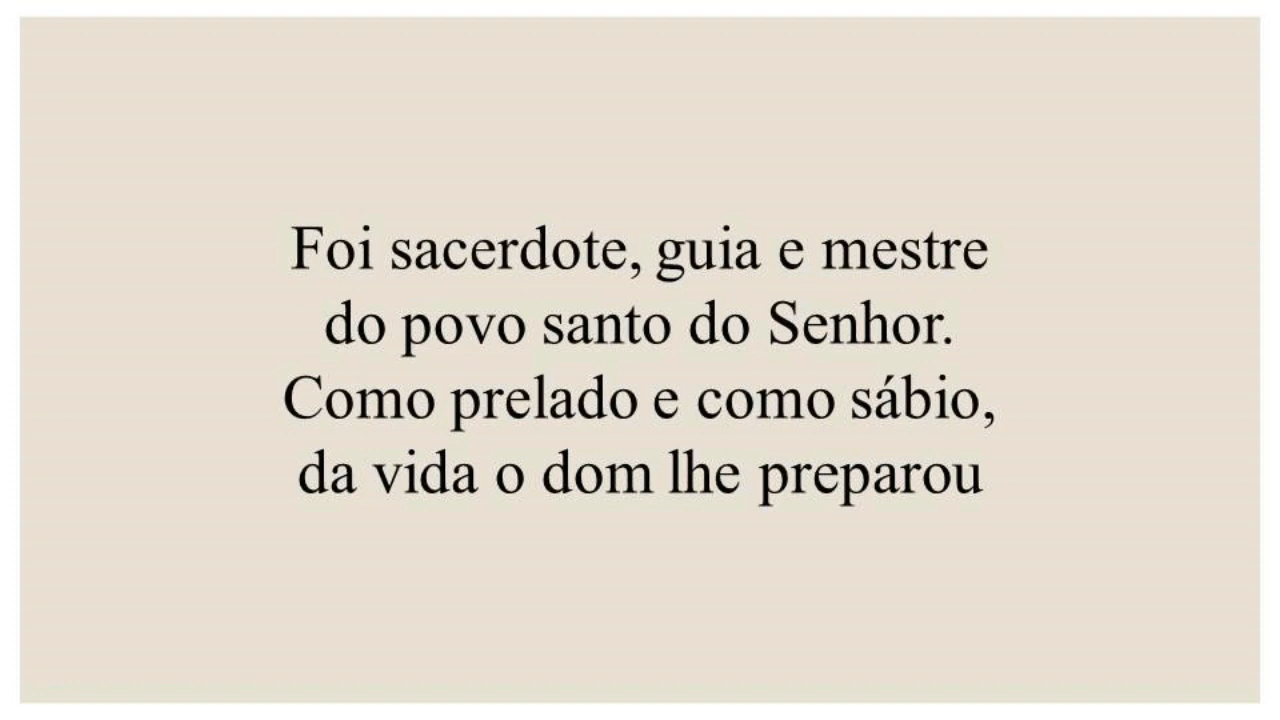 Foi sacerdote, guia e mestre
do povo santo do Senhor.
Como prelado e como sábio,
da vida o dom lhe preparou